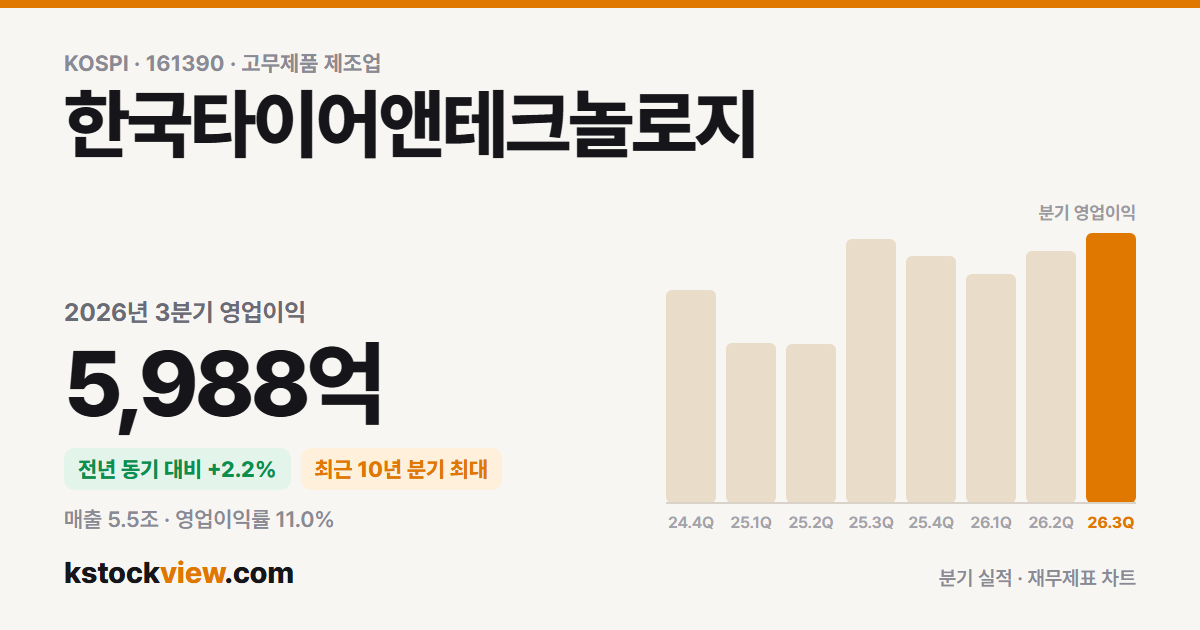 KOSPI · 161390 · 고무제품 제조업
한국타이어앤테크놀로지
분기 영업이익
2026년 3분기 영업이익
5,988억
전년 동기 대비 +2.2%
최근 10년 분기 최대
매출 5.5조 · 영업이익률 11.0%
24.4Q 25.1Q 25.2Q 25.3Q 25.4Q 26.1Q 26.2Q 26.3Q
kstockview.com
분기 실적 · 재무제표 차트